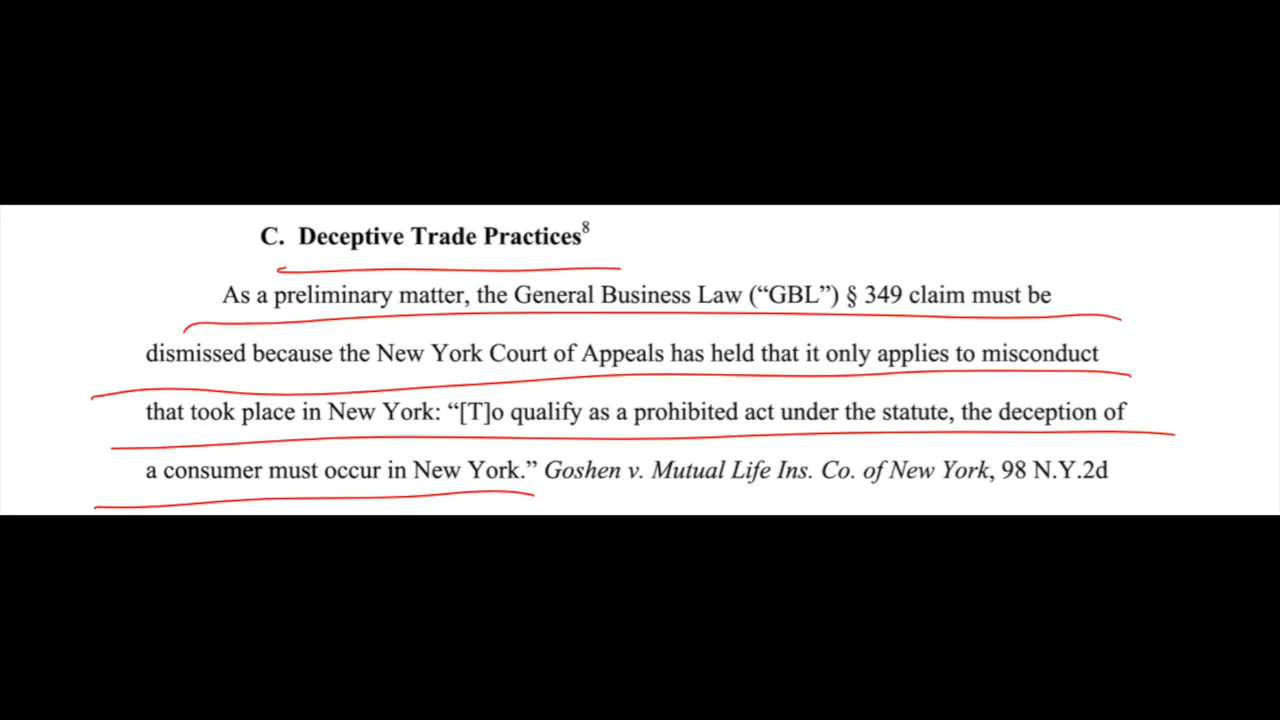 C. Deceptive Trade Practices8
As a preliminary matter, the General Business Law (“GBL”) § 349 claim must be
dismissed because the New York Court of Appeals has held that it only applies to misconduct
that took place in New York: “[T]o qualify as a prohibited act under the statute, the deception of
a consumer must occur in New York.” Goshen v. Mutual Life Ins. Co. of New York, 98 N.Y.2d